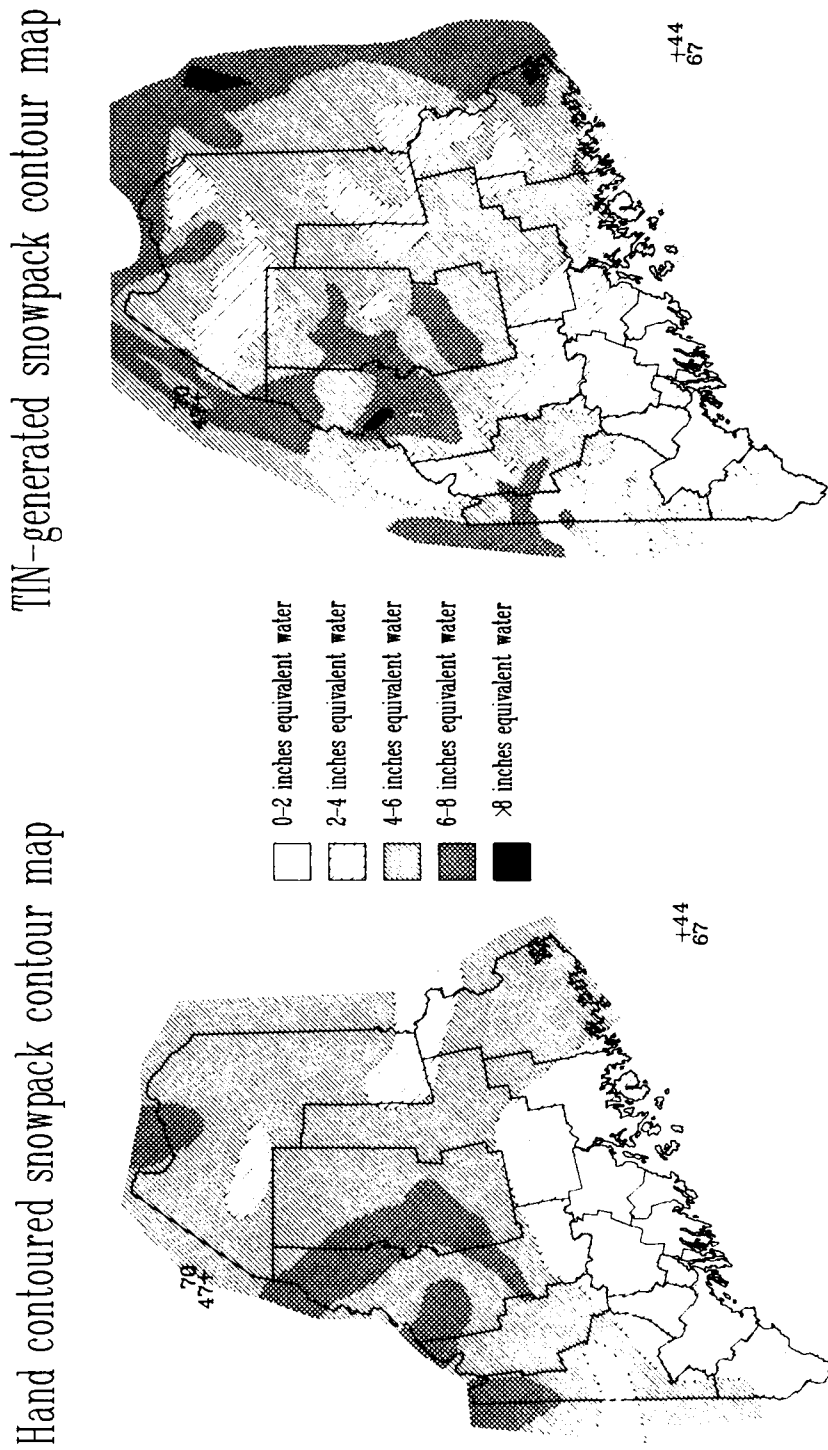 Hand contoured snowpack contour map
TIN-generated snowpack contour map
0-2 inches equivalent water
2-4 inches equivalent water
4-6 inches equivalent water
6-8 inches equivalent water
>8 inches equivalent water
70
47+
+44
67
70
+44
67